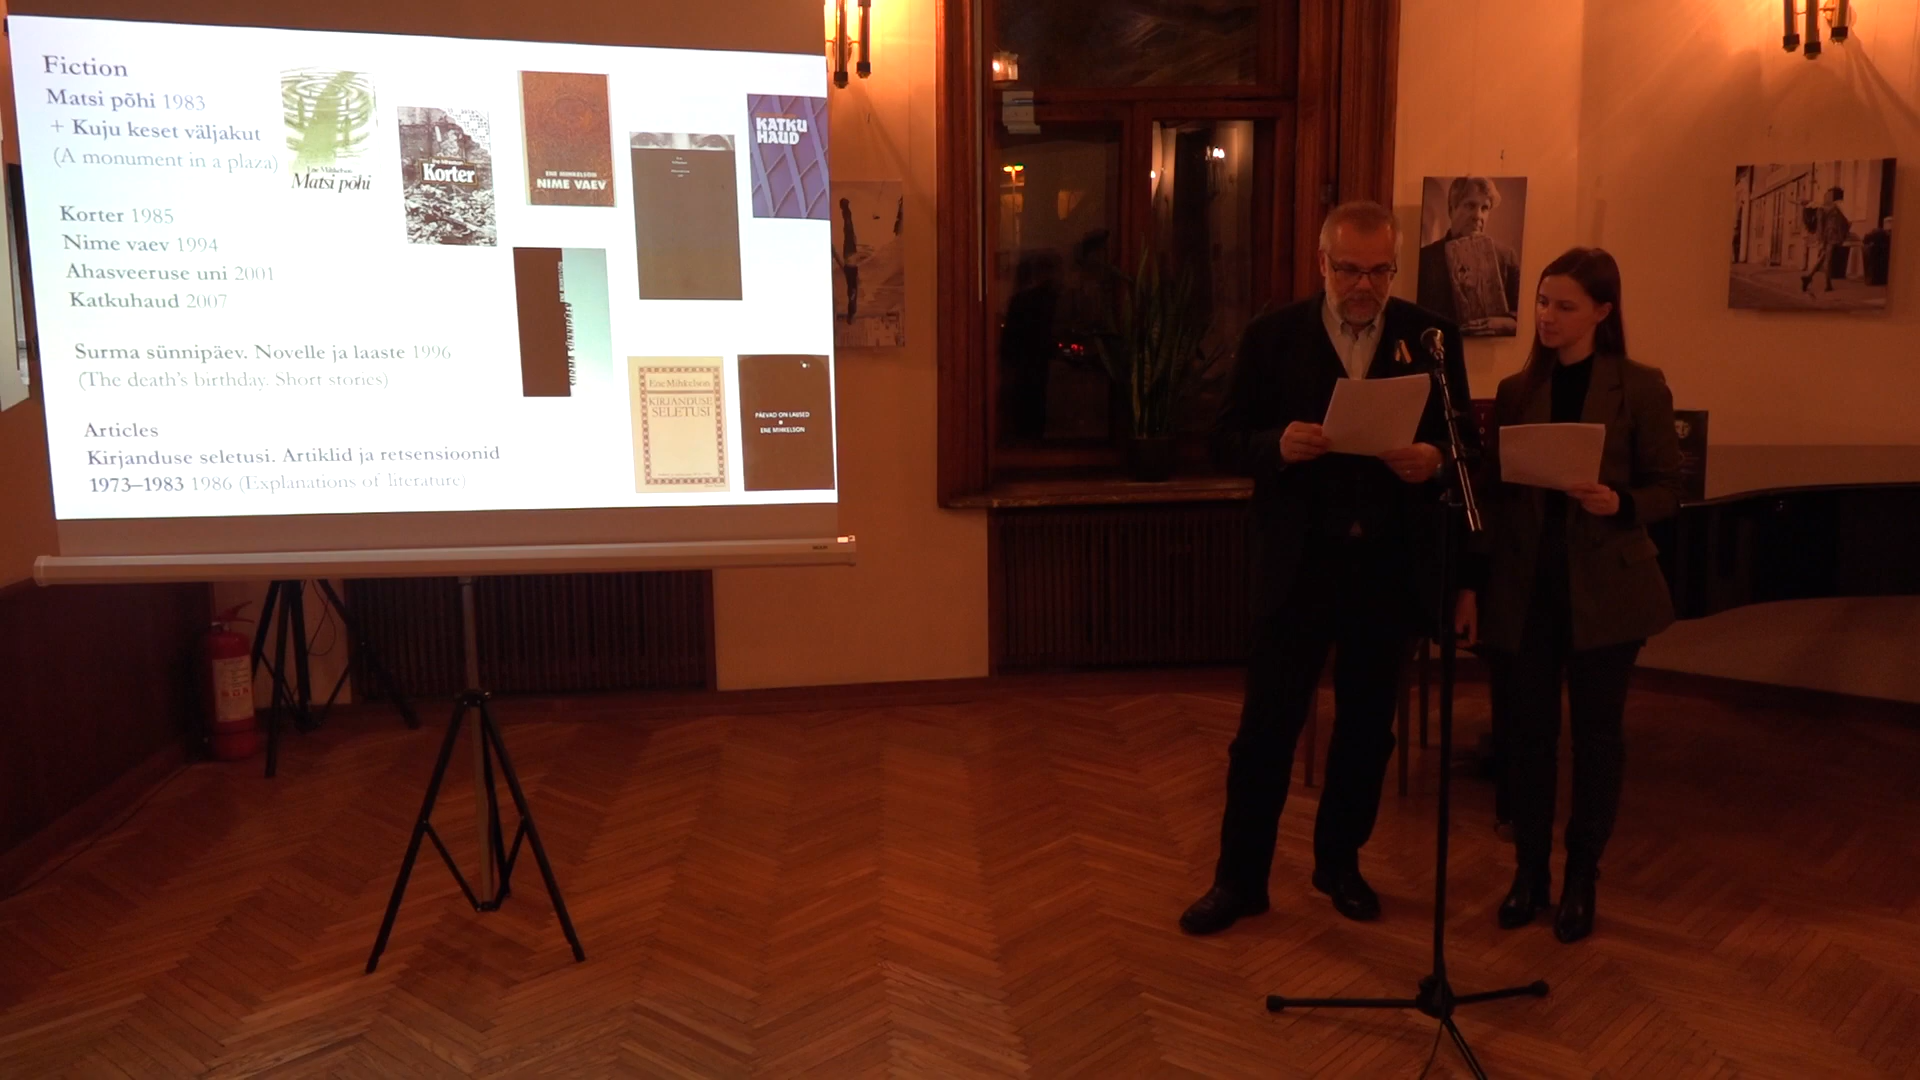 Fiction
Matsi põhi 1983
+ Kuju keset väljakut
(A monument in a plaza)
Korter 1985
Nime vaev 1994
Ahasveeruse uni 2001
Katkuhaud 2007
Surma sünnipäev. Novelle ja laaste 1996
(The death's birthday. Short stories)
Articles
Kirjanduse seletusi. Artiklid ja retsensioonid
1973–1983 1986 (Explanations of literature)
Ene Mihkelson
Matsi põhi
Korter
ENE MIHKELSON
NIME VAEV
KATKU
HAUD
Ene Mihkelson
KIRJANDUSE
SELETUSI
PÄEVAD ON LAUSED
ENE MIHKELSON